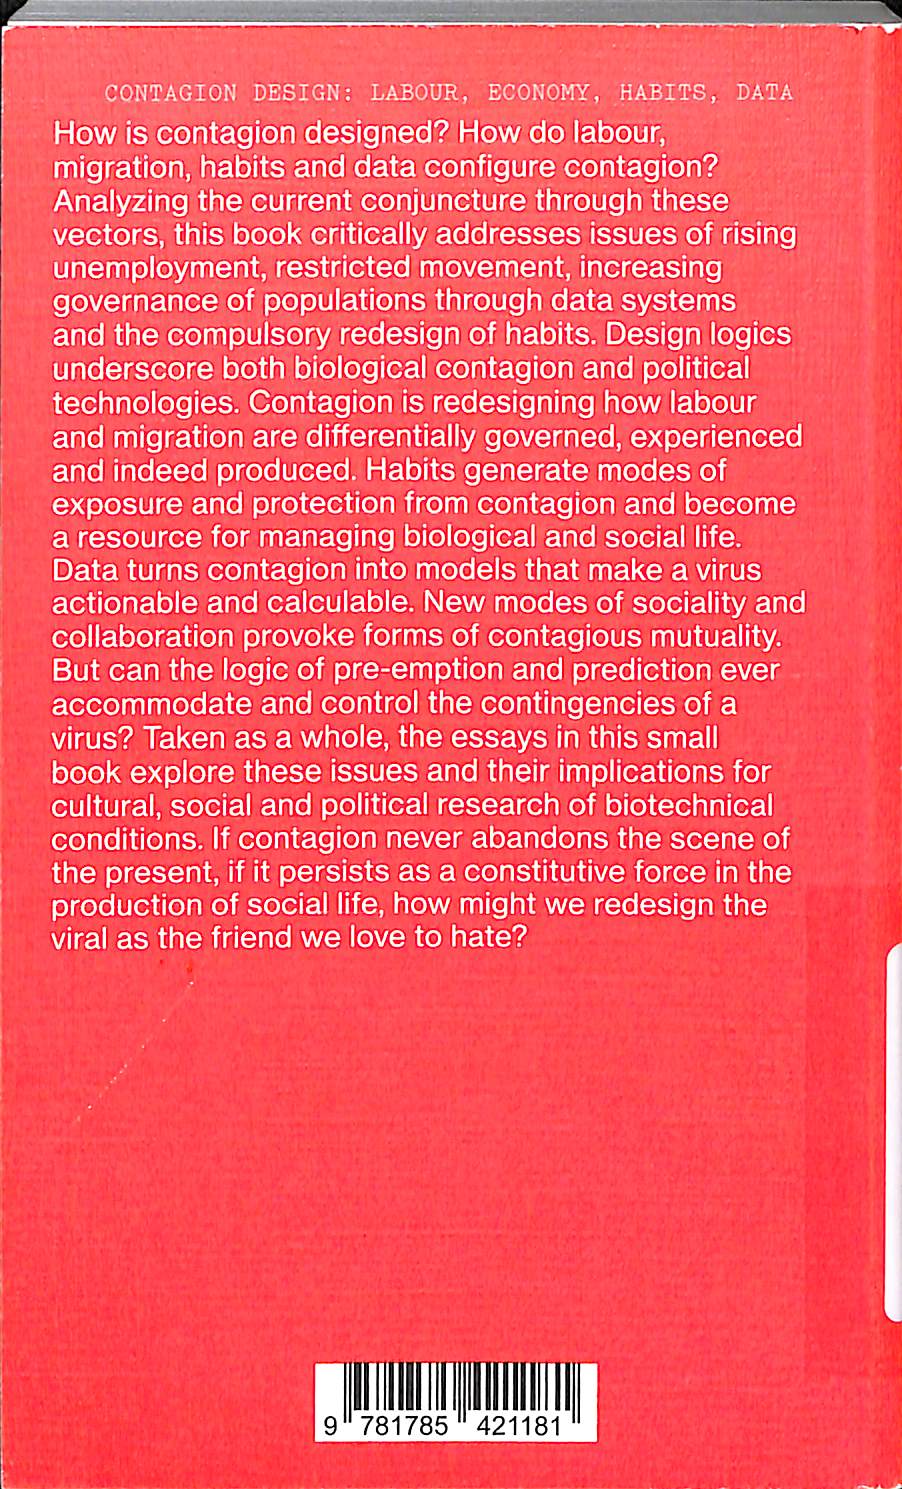 CONTAGION DESIGN: LABOUR, ECONOMY, HABITS, DATA
How is contagion designed? How do labour,
migration, habits and data configure contagion?
Analyzing the current conjuncture through these
vectors, this book critically addresses issues of rising
unemployment, restricted movement, increasing
governance of populations through data systems
and the compulsory redesign of habits. Design logics
underscore both biological contagion and political
technologies. Contagion is redesigning how labour
and migration are differentially governed, experienced
and indeed produced. Habits generate modes of
exposure and protection from contagion and become
a resource for managing biological and social life.
Data turns contagion into models that make a virus
actionable and calculable. New modes of sociality and
collaboration provoke forms of contagious mutuality.
But can the logic of pre-emption and prediction ever
accommodate and control the contingencies of a
virus? Taken as a whole, the essays in this small
book explore these issues and their implications for
cultural, social and political research of biotechnical
conditions. If contagion never abandons the scene of
the present, if it persists as a constitutive force in the
production of social life, how might we redesign the
viral as the friend we love to hate?
9 781785 421181